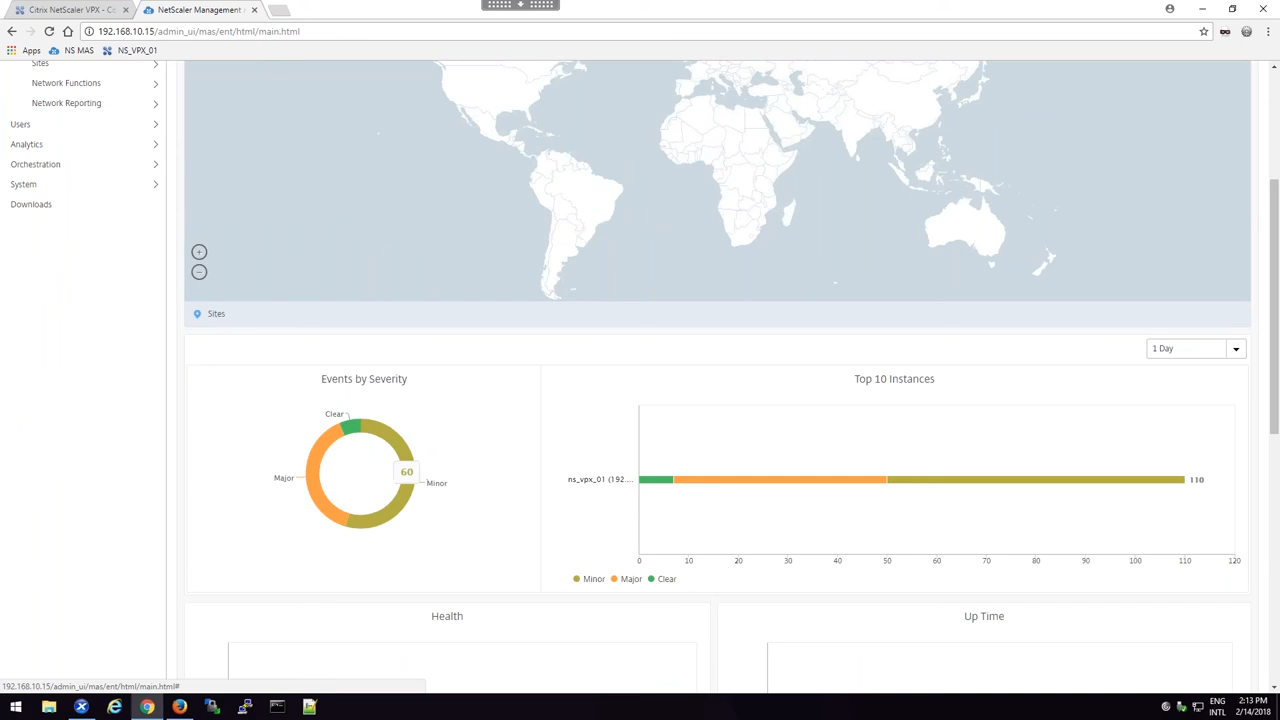 Citrix NetScaler VPX - Co
NetScaler Management
192.168.10.15/admin_ui/mas/ent/html/main.html
Apps
NS MAS
NS_VPX_01
Sites
Network Functions
Network Reporting
Users
Analytics
Orchestration
System
Downloads
Sites
1 Day
Events by Severity
Clear
Major
60
Minor
Top 10 Instances
ns_vpx_01 (192....
110
0 10 20 30 40 50 60 70 80 90 100 110 120
Minor Major Clear
Health
Up Time
192.168.10.15/admin_ui/mas/ent/html/main.html#
ENG
INTL
2:13 PM
2/14/2018